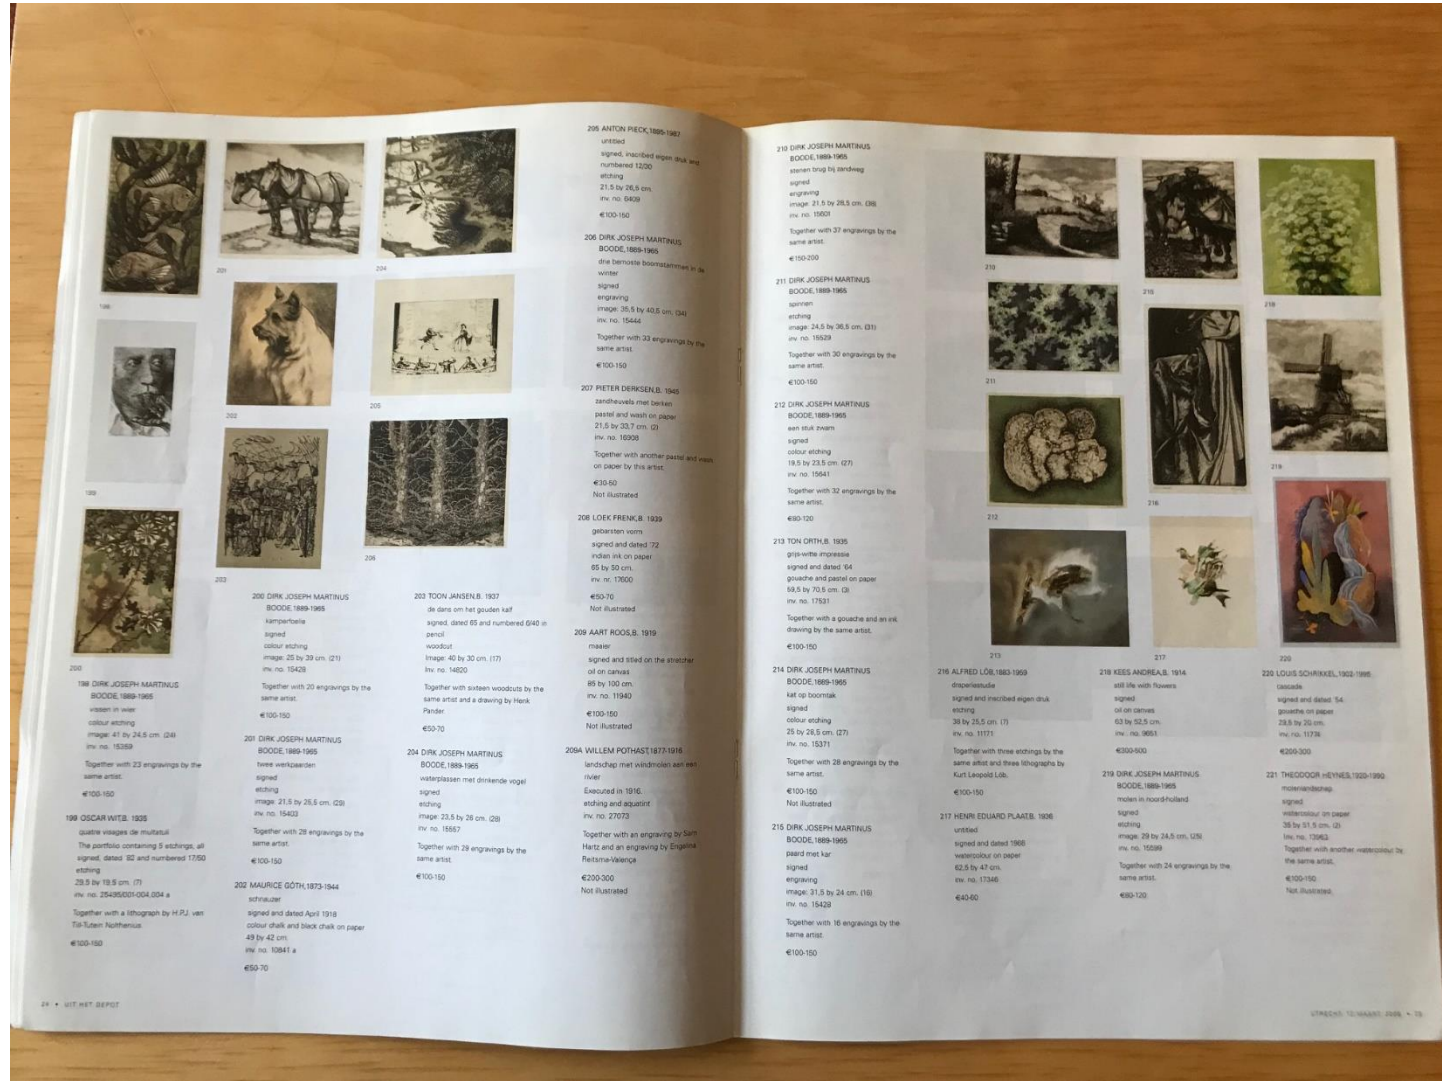 198
199
200
201
202
203
204
205
206
198 DIRK JOSEPH MARTINUS
BOODE, 1889-1965
vissen in wier
colour etching
image: 41 by 24,5 cm. (24)
inv. no. 15359
Together with 23 engravings by the
same artist.
€100-150
199 OSCAR WIT,B. 1935
quatre visages de multatuli
The portfolio containing 5 etchings, all
signed, dated '82 and numbered 17/50
etching
29,5 by 19,5 cm. (7)
inv. no. 25495/001-004,004 a
Together with a lithograph by H.P.J. van
Till-Tutein Nolthenius
€100-150
200 DIRK JOSEPH MARTINUS
BOODE,1889-1965
kamperfoelie
signed
colour etching
image: 25 by 39 cm. (21)
inv. no. 15429
Together with 20 engravings by the
same artist.
€100-150
201 DIRK JOSEPH MARTINUS
BOODE,1889-1965
twee werkpaarden
signed
etching
image: 21,5 by 26,5 cm. (29)
inv. no. 15403
Together with 28 engravings by the
same artist.
€100-150
202 MAURICE GÖTH,1873-1944
schnauzer
signed and dated April 1918
colour chalk and black chalk on paper
49 by 42 cm.
inv. no. 10841 a
€50-70
203 TOON JANSEN,B. 1937
de dans om het gouden kalf
signed, dated 65 and numbered 6/40 in
pencil
woodcut
Image: 40 by 30 cm. (17)
Inv. no. 14820
Together with sixteen woodcuts by the
same artist and a drawing by Henk
Pander.
€50-70
204 DIRK JOSEPH MARTINUS
BOODE,1889-1965
waterplassen met drinkende vogel
signed
etching
image: 23,5 by 26 cm. (29)
inv. no. 15557
Together with 28 engravings by the
same artist.
€100-150
205 ANTON PIECK,1895-1987
untitled
signed, inscribed eigen druk and
numbered 12/30
etching
21,5 by 26,5 cm.
inv. no. 6409
€100-150
206 DIRK JOSEPH MARTINUS
BOODE,1889-1965
drie bemoste boomstammen in de
winter
signed
engraving
image: 35,5 by 40,5 cm. (34)
inv. no. 15444
Together with 33 engravings by the
same artist.
€100-150
207 PIETER DERKSEN,B. 1945
zandheuvels met berken
pastel and wash on paper
21,5 by 33,7 cm. (2)
inv. no. 16908
Together with another pastel and wash
on paper by this artist.
€30-50
Not illustrated
208 LOEK FRENK,B. 1939
gebarsten vorm
signed and dated '72
indian ink on paper
65 by 50 cm.
inv. nr. 17600
€50-70
Not illustrated
209 AART ROOS,B. 1919
maaier
signed and titled on the stretcher
oil on canvas
85 by 100 cm.
inv. no. 11940
€100-150
Not illustrated
209A WILLEM POTHAST,1877-1916
landschap met windmolen aan een
rivier
Executed in 1916.
etching and aquatint
inv. no. 27073
Together with an engraving by Sem
Hartz and an engraving by Engelina
Reitsma-Valença
€200-300
Not illustrated
24 • UIT HET DEPOT
210 DIRK JOSEPH MARTINUS
BOODE,1889-1965
stenen brug bij zandweg
signed
engraving
image: 21,5 by 28,5 cm. (38)
inv. no. 15601
Together with 37 engravings by the
same artist.
€150-200
211 DIRK JOSEPH MARTINUS
BOODE,1889-1965
spinnen
etching
image: 24,5 by 36,5 cm. (31)
inv. no. 15529
Together with 30 engravings by the
same artist.
€100-150
212 DIRK JOSEPH MARTINUS
BOODE,1889-1965
een stuk zwam
signed
colour etching
19,5 by 23,5 cm. (27)
inv. no. 15641
Together with 32 engravings by the
same artist.
€80-120
213 TON ORTH,B. 1935
grijs-witte impressie
signed and dated '64
gouache and pastel on paper
59,5 by 70,5 cm. (3)
inv. no. 17531
Together with a gouache and an ink
drawing by the same artist.
€100-150
214 DIRK JOSEPH MARTINUS
BOODE,1889-1965
kat op boomtak
signed
colour etching
25 by 28,5 cm. (27)
inv. no. 15371
Together with 28 engravings by the
same artist.
€100-150
Not illustrated
215 DIRK JOSEPH MARTINUS
BOODE,1889-1965
paard met kar
signed
engraving
image: 31,5 by 24 cm. (16)
inv. no. 15428
Together with 16 engravings by the
same artist.
€100-150
210
211
212
213
215
216
217
218
219
220
216 ALFRED LÖB,1883-1959
draperiestudie
signed and inscribed eigen druk
etching
38 by 25,5 cm. (7)
inv. no. 11171
Together with three etchings by the
same artist and three lithographs by
Kurt Leopold Löb.
€100-150
217 HENRI EDUARD PLAAT,B. 1936
untitled
signed and dated 1968
watercolour on paper
62,5 by 47 cm.
inv. no. 17346
€40-60
218 KEES ANDREA,B. 1914
still life with flowers
signed
oil on canvas
63 by 52,5 cm.
inv. no. 9651
€300-500
219 DIRK JOSEPH MARTINUS
BOODE,1889-1965
molen in noord-holland
signed
etching
image: 29 by 24,5 cm. (25)
inv. no. 15599
Together with 24 engravings by the
same artist.
€80-120
220 LOUIS SCHRIKKEL,1902-1995
cascade
signed and dated '54
gouache on paper
29,5 by 20 cm.
inv. no. 11774
€200-300
221 THEODOOR HEYNES,1920-1990
molenlandschap
signed
watercolour on paper
35 by 51,5 cm. (2)
inv. no. 13963
Together with another watercolour by
the same artist.
€100-150
Not illustrated.
UTRECHT, 12 MAART 2006 • 25